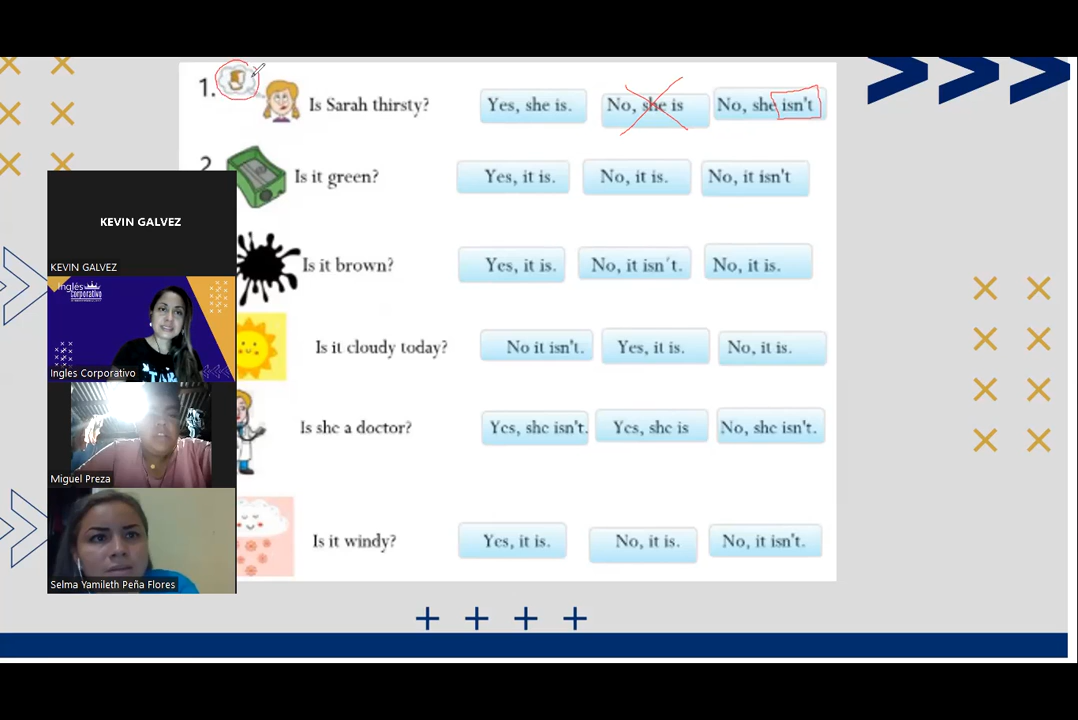 1. Is Sarah thirsty? Yes, she is. No, she is No, she isn't
2 Is it green? Yes, it is. No, it is. No, it isn't
KEVIN GALVEZ
KEVIN GALVEZ
Is it brown? Yes, it is. No, it isn't. No, it is.
Inglés
corporativo
Ingles Corporativo
Is it cloudy today? No it isn't. Yes, it is. No, it is.
Is she a doctor? Yes, she isn't. Yes, she is No, she isn't.
Miguel Preza
Is it windy? Yes, it is. No, it is. No, it isn't.
Selma Yamileth Peña Flores